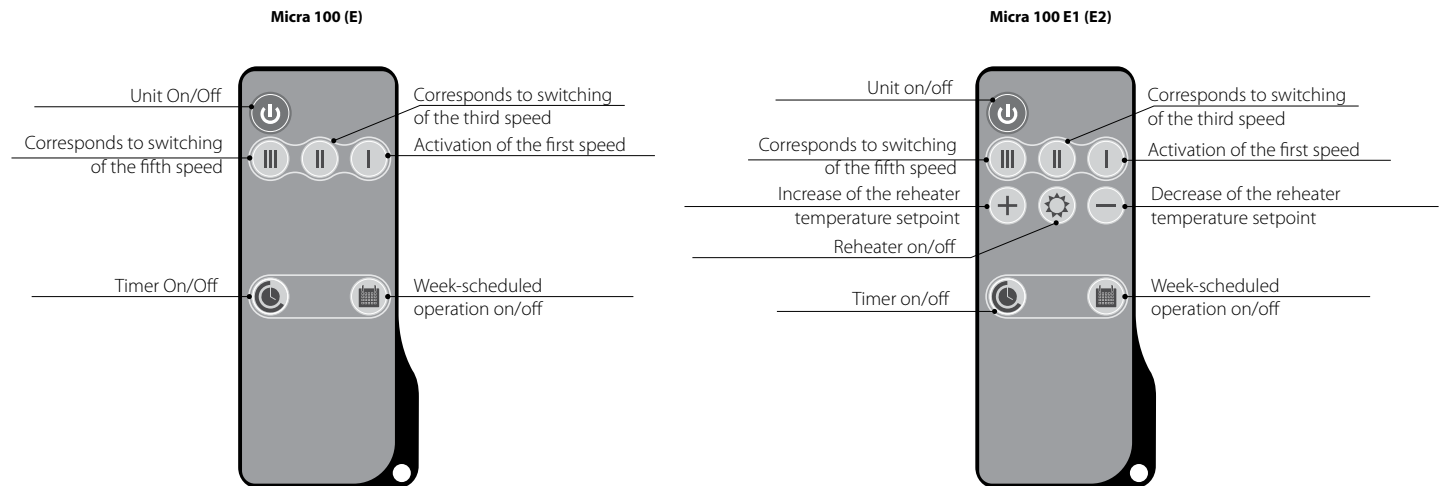 Micra 100 (E)
Unit On/Off
Corresponds to switching
of the third speed
Corresponds to switching
of the fifth speed
Activation of the first speed
III
II
I
Timer On/Off
Week-scheduled
operation on/off
Micra 100 E1 (E2)
Unit on/off
Corresponds to switching
of the third speed
Corresponds to switching
of the fifth speed
Activation of the first speed
III
II
I
Increase of the reheater
temperature setpoint
+
−
Decrease of the reheater
temperature setpoint
Reheater on/off
Timer on/off
Week-scheduled
operation on/off